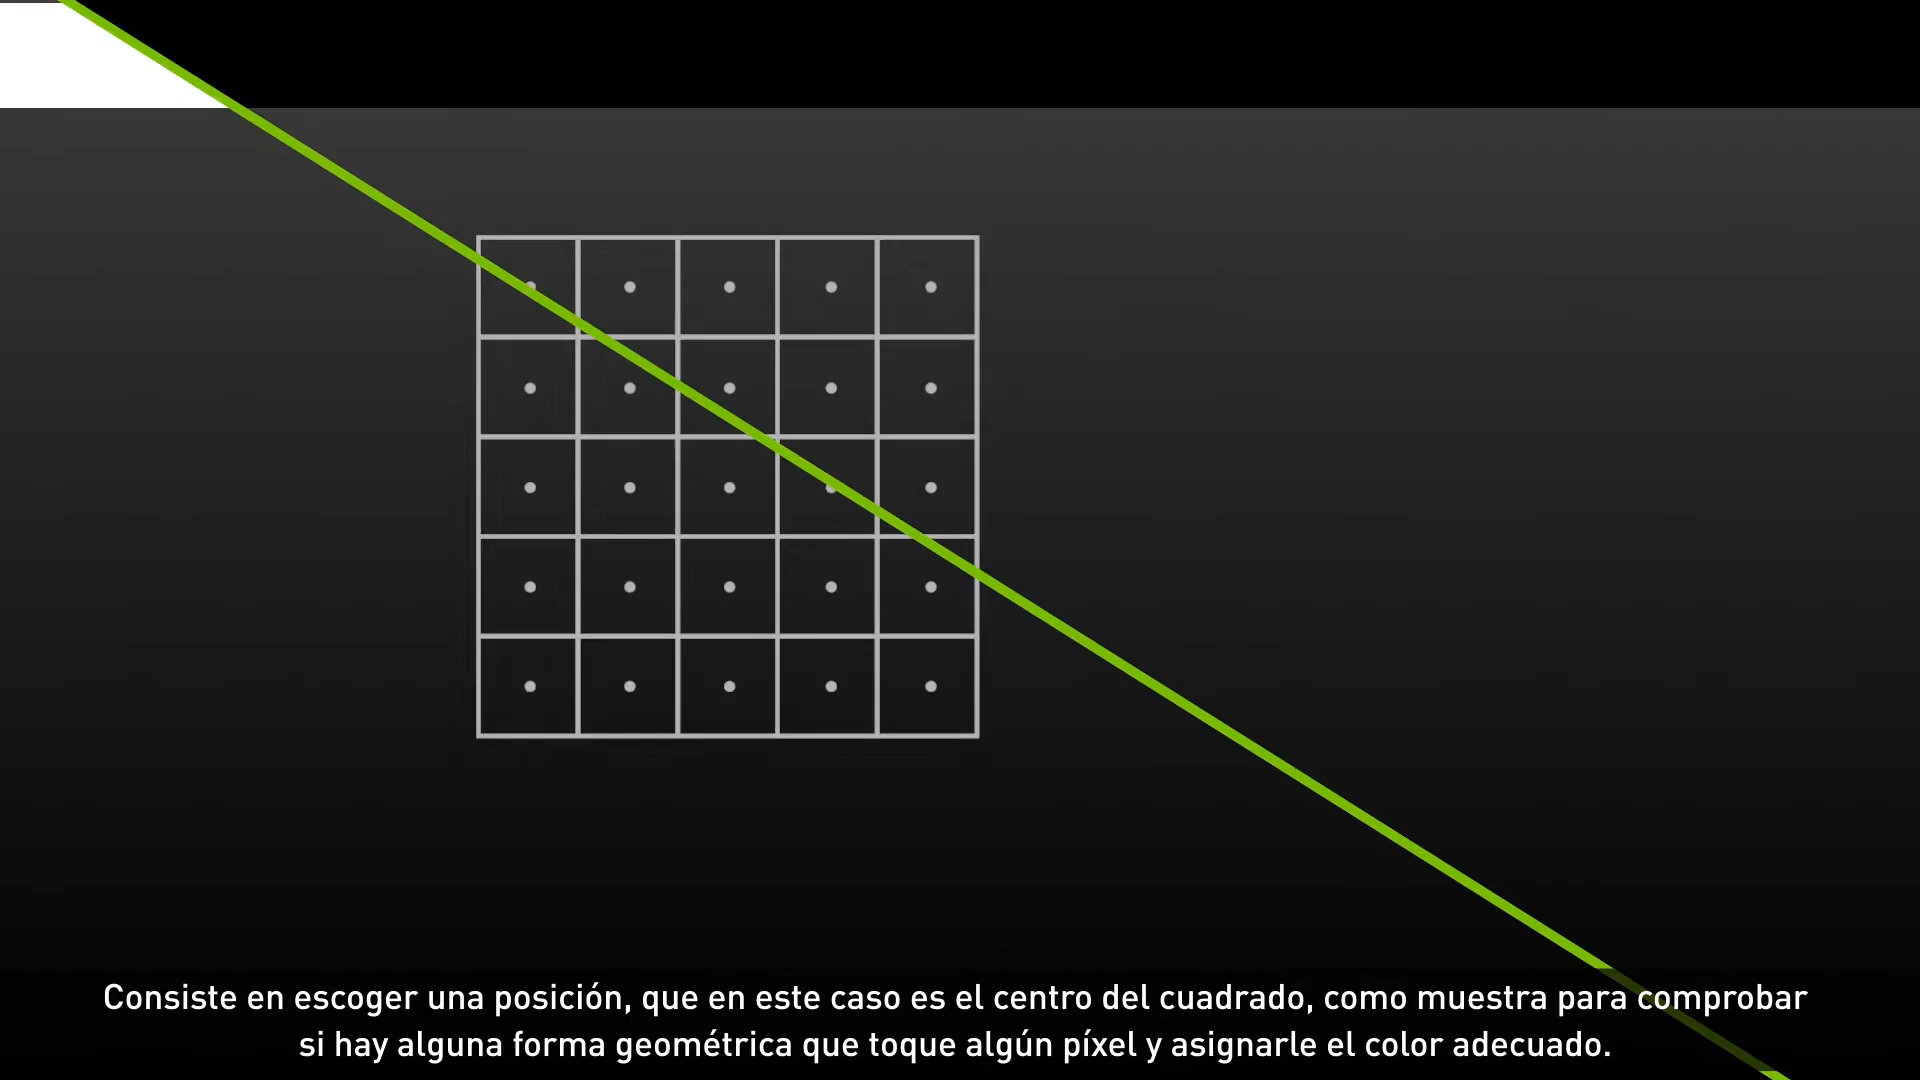 Consiste en escoger una posición, que en este caso es el centro del cuadrado, como muestra para comprobar
si hay alguna forma geométrica que toque algún píxel y asignarle el color adecuado.